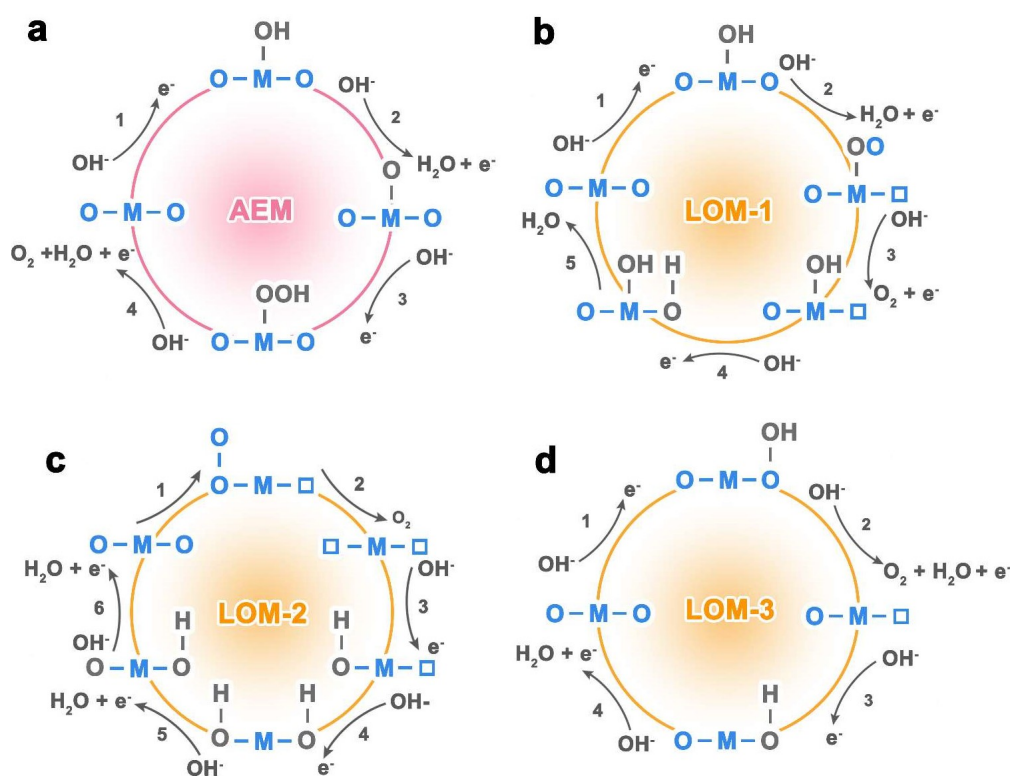 a
OH
O–M–O
e⁻
1
OH⁻
OH⁻
2
H₂O + e⁻
O
O–M–O
AEM
O–M–O
O₂ +H₂O + e⁻
4
OH⁻
OOH
O–M–O
OH⁻
3
e⁻
b
OH
O–M–O
e⁻
1
OH⁻
OH⁻
2
H₂O + e⁻
OO
O–M–□
LOM-1
O–M–O
H₂O
5
OH H
O–M–O
OH
O–M–□
OH⁻
3
O₂ + e⁻
e⁻ 4 OH⁻
c
O
O–M–□
1
2
O₂
O–M–O
□–M–□
H₂O + e⁻
6
OH⁻
LOM-2
OH⁻
3
e⁻
H
O–M–O
H
O–M–□
H₂O + e⁻
5
OH⁻
H H
O–M–O
OH-
4
e⁻
d
OH
O–M–O
e⁻
1
OH⁻
OH⁻
2
O₂ + H₂O + e⁻
O–M–O
LOM-3
O–M–□
H₂O + e⁻
4
OH⁻
H
O–M–O
OH⁻
3
e⁻